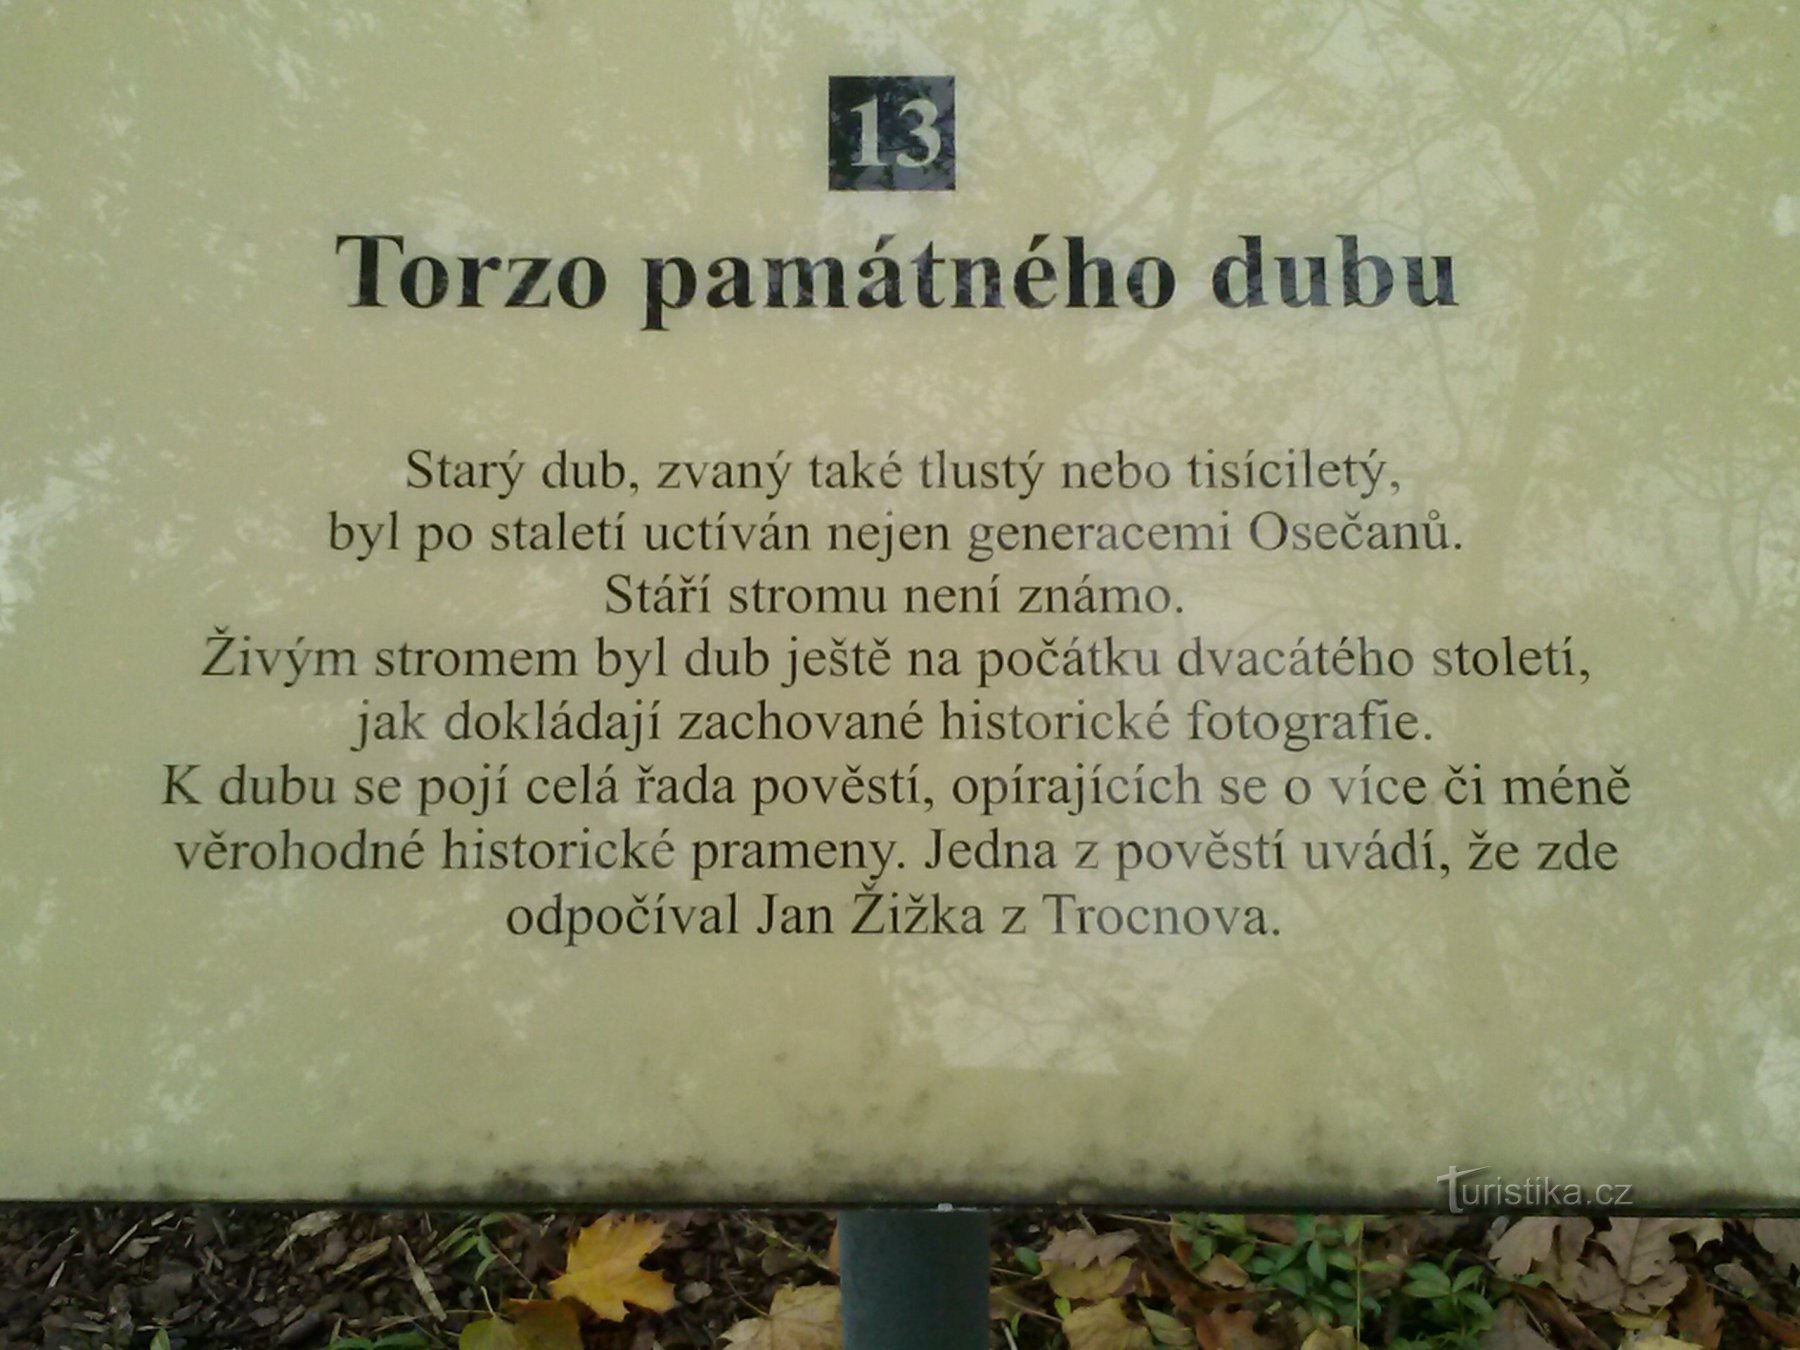 13
Torzo památného dubu
Starý dub, zvaný také tlustý nebo tisíciletý,
byl po staletí uctíván nejen generacemi Osečanů.
Stáří stromu není známo.
Živým stromem byl dub ještě na počátku dvacátého století,
jak dokládají zachované historické fotografie.
K dubu se pojí celá řada pověstí, opírajících se o více či méně
věrohodné historické prameny. Jedna z pověstí uvádí, že zde
odpočíval Jan Žižka z Trocnova.
Turistika.cz